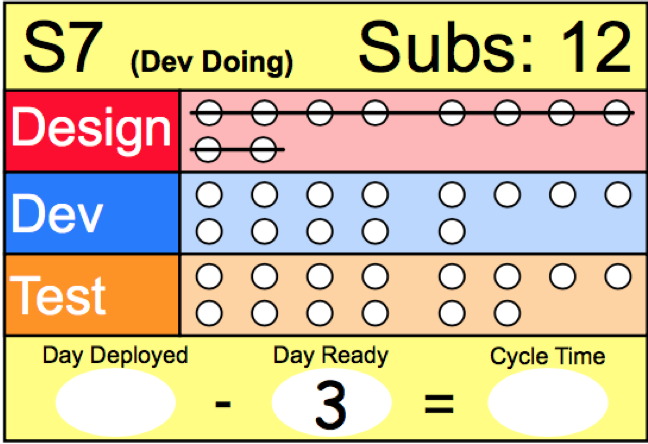 S7 (Dev Doing) Subs: 12
Design
Dev
Test
Day Deployed Day Ready Cycle Time
- 3 =